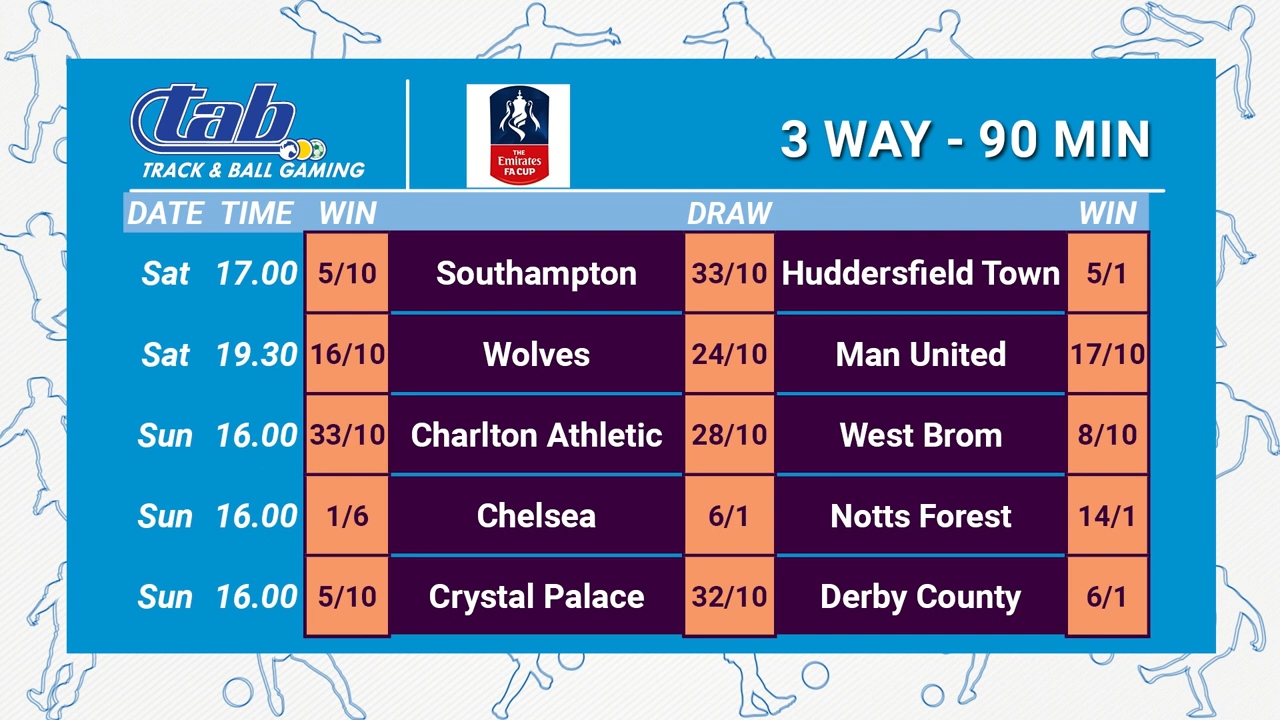 tab
TRACK & BALL GAMING
THE
Emirates
FA CUP
3 WAY - 90 MIN
DATE TIME WIN DRAW WIN
Sat 17.00 5/10 Southampton 33/10 Huddersfield Town 5/1
Sat 19.30 16/10 Wolves 24/10 Man United 17/10
Sun 16.00 33/10 Charlton Athletic 28/10 West Brom 8/10
Sun 16.00 1/6 Chelsea 6/1 Notts Forest 14/1
Sun 16.00 5/10 Crystal Palace 32/10 Derby County 6/1